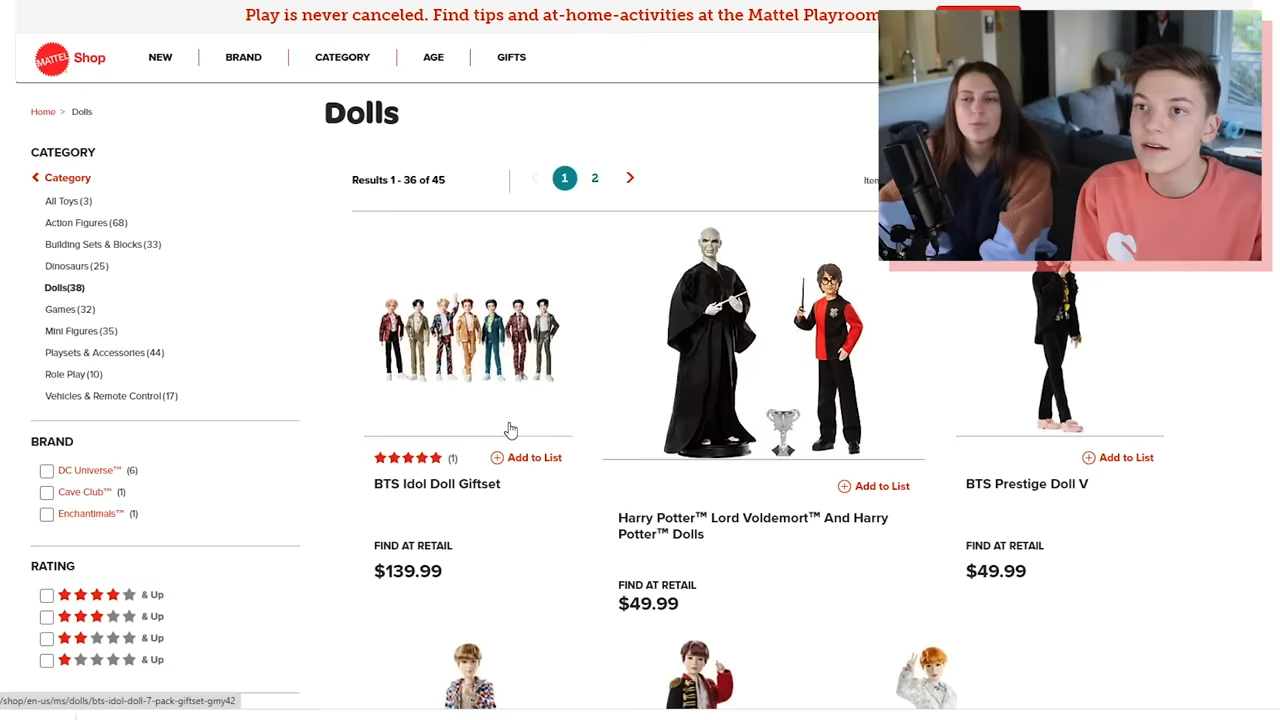 Play is never canceled. Find tips and at-home-activities at the Mattel Playroom
MATTEL Shop
NEW
BRAND
CATEGORY
AGE
GIFTS
Home > Dolls
Dolls
CATEGORY
Category
All Toys (3)
Action Figures (68)
Building Sets & Blocks (33)
Dinosaurs (25)
Dolls(38)
Games (32)
Mini Figures (35)
Playsets & Accessories (44)
Role Play (10)
Vehicles & Remote Control (17)
BRAND
DC Universe™ (6)
Cave Club™ (1)
Enchantimals™ (1)
RATING
& Up
& Up
& Up
& Up
Results 1 - 36 of 45
1 2
(1)
Add to List
BTS Idol Doll Giftset
FIND AT RETAIL
$139.99
Add to List
Harry Potter™ Lord Voldemort™ And Harry
Potter™ Dolls
FIND AT RETAIL
$49.99
Add to List
BTS Prestige Doll V
FIND AT RETAIL
$49.99
/shop/en-us/ms/dolls/bts-idol-doll-7-pack-giftset-gmy42